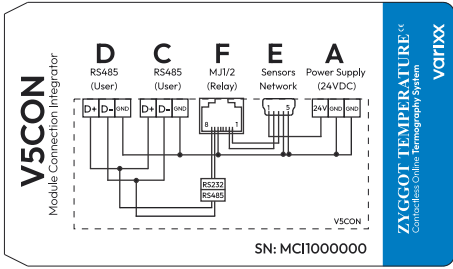 V5CON
Module Connection Integrator
D C F E A
RS485 RS485 MJ1/2 Sensors Power Supply
(User) (User) (Relay) Network (24VDC)
D+ D- GND D+ D- GND 8 1 1 5 24V GND GND
RS232
RS485
V5CON
SN: MCI1000000
ZYGGOT TEMPERATURE CE
Contactless Online Termography System
varixx